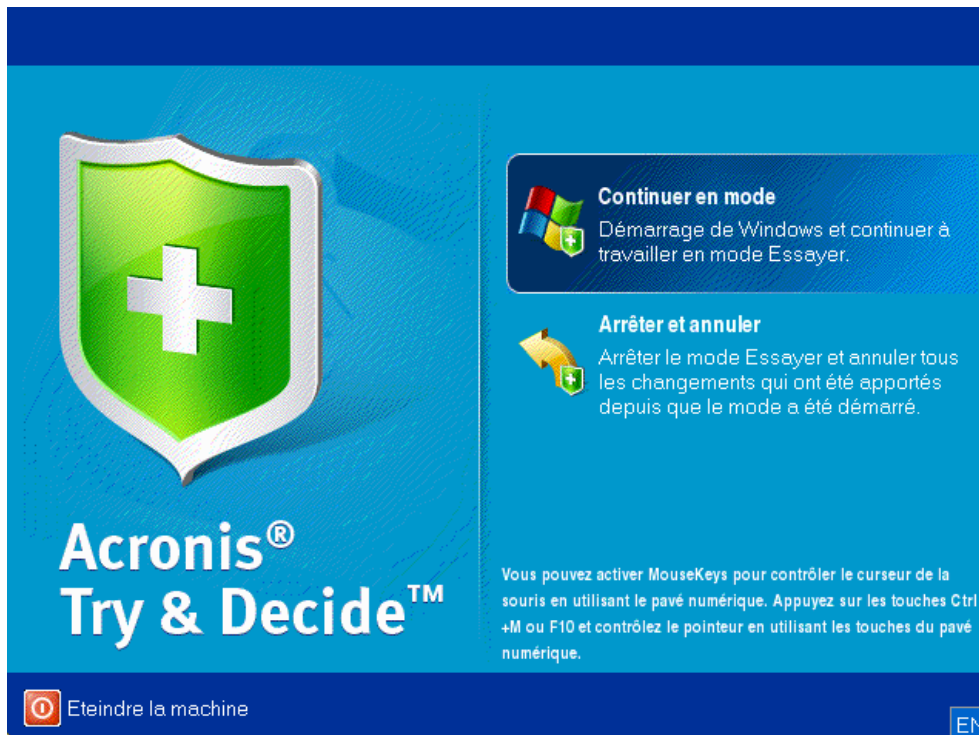 Continuer en mode
Démarrage de Windows et continuer à
travailler en mode Essayer.
Arrêter et annuler
Arrêter le mode Essayer et annuler tous
les changements qui ont été apportés
depuis que le mode a été démarré.
Acronis®
Try & Decide™
Vous pouvez activer MouseKeys pour contrôler le curseur de la
souris en utilisant le pavé numérique. Appuyez sur les touches Ctrl
+M ou F10 et contrôlez le pointeur en utilisant les touches du pavé
numérique.
Eteindre la machine
EN